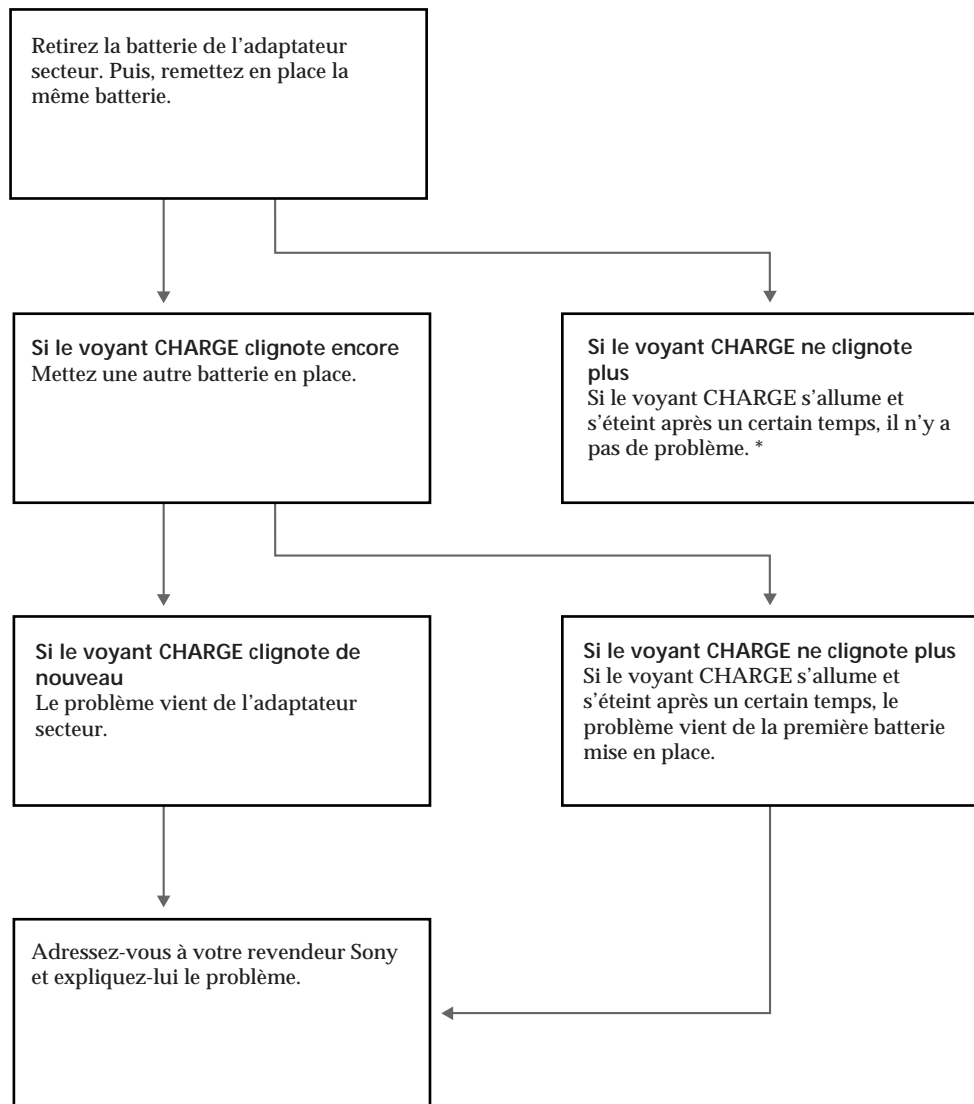 Retirez la batterie de l’adaptateur
secteur. Puis, remettez en place la
même batterie.
Si le voyant CHARGE clignote encore
Mettez une autre batterie en place.
Si le voyant CHARGE ne clignote
plus
Si le voyant CHARGE s’allume et
s’éteint après un certain temps, il n’y a
pas de problème. *
Si le voyant CHARGE clignote de
nouveau
Le problème vient de l’adaptateur
secteur.
Si le voyant CHARGE ne clignote plus
Si le voyant CHARGE s’allume et
s’éteint après un certain temps, le
problème vient de la première batterie
mise en place.
Adressez-vous à votre revendeur Sony
et expliquez-lui le problème.